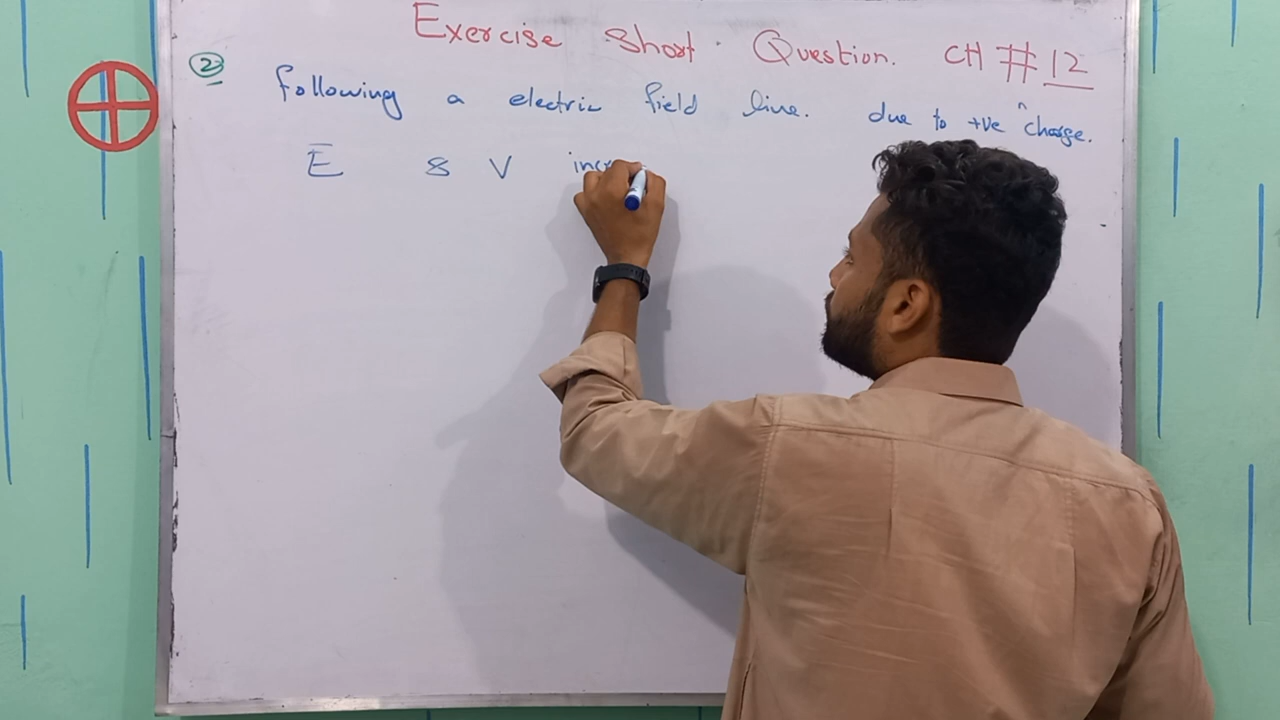 Exercise Short Question. CH # 12
2 following a electric field line. due to +ve charge.
E & V